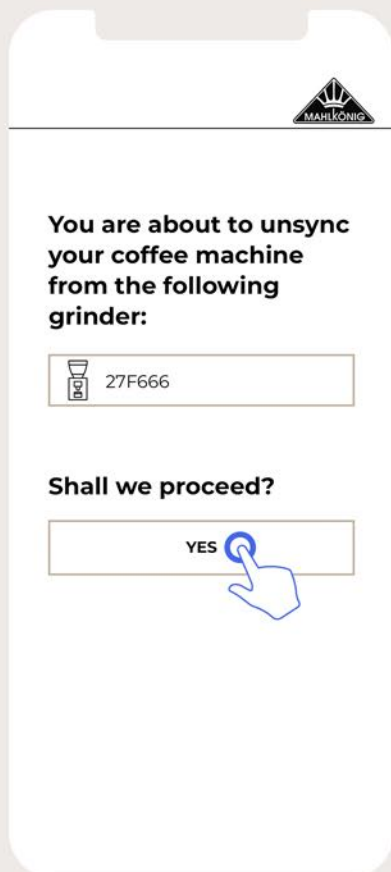 MAHLKÖNIG
You are about to unsync
your coffee machine
from the following
grinder:
27F666
Shall we proceed?
YES